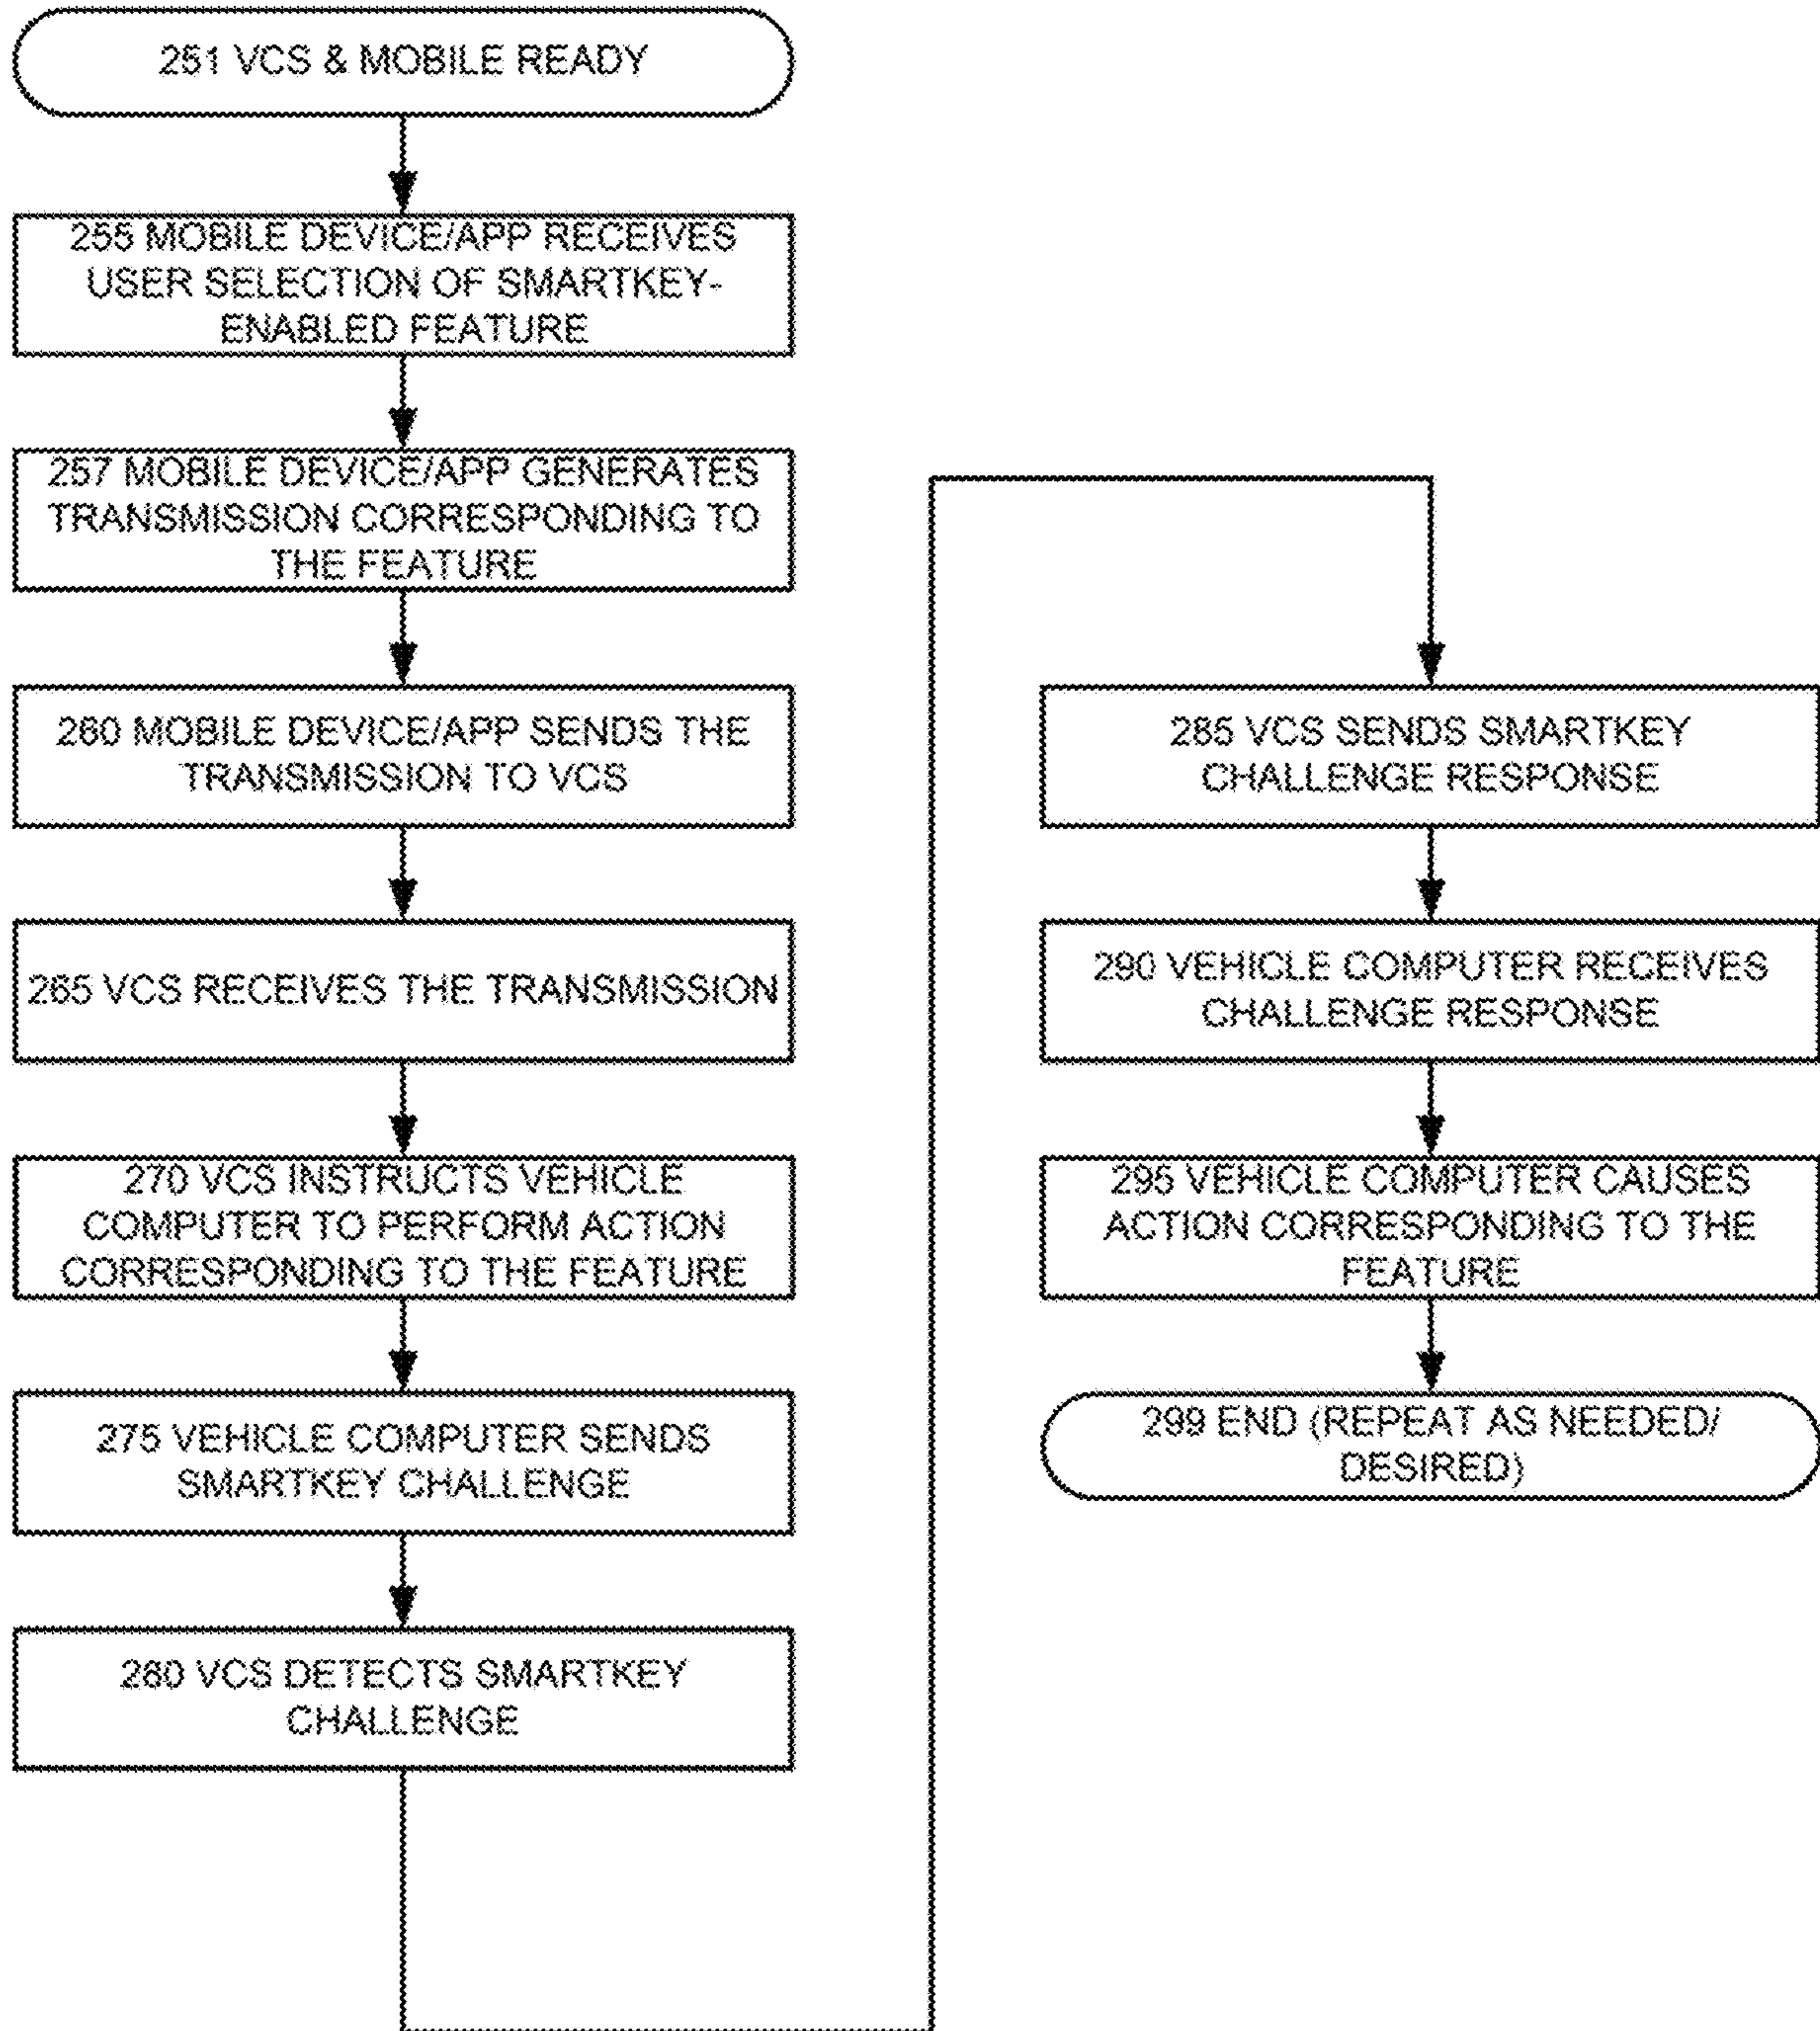 251 VCS & MOBILE READY
255 MOBILE DEVICE/APP RECEIVES
USER SELECTION OF SMARTKEY-
ENABLED FEATURE
257 MOBILE DEVICE/APP GENERATES
TRANSMISSION CORRESPONDING TO
THE FEATURE
260 MOBILE DEVICE/APP SENDS THE
TRANSMISSION TO VCS
265 VCS RECEIVES THE TRANSMISSION
270 VCS INSTRUCTS VEHICLE
COMPUTER TO PERFORM ACTION
CORRESPONDING TO THE FEATURE
275 VEHICLE COMPUTER SENDS
SMARTKEY CHALLENGE
280 VCS DETECTS SMARTKEY
CHALLENGE
285 VCS SENDS SMARTKEY
CHALLENGE RESPONSE
290 VEHICLE COMPUTER RECEIVES
CHALLENGE RESPONSE
295 VEHICLE COMPUTER CAUSES
ACTION CORRESPONDING TO THE
FEATURE
299 END (REPEAT AS NEEDED/
DESIRED)